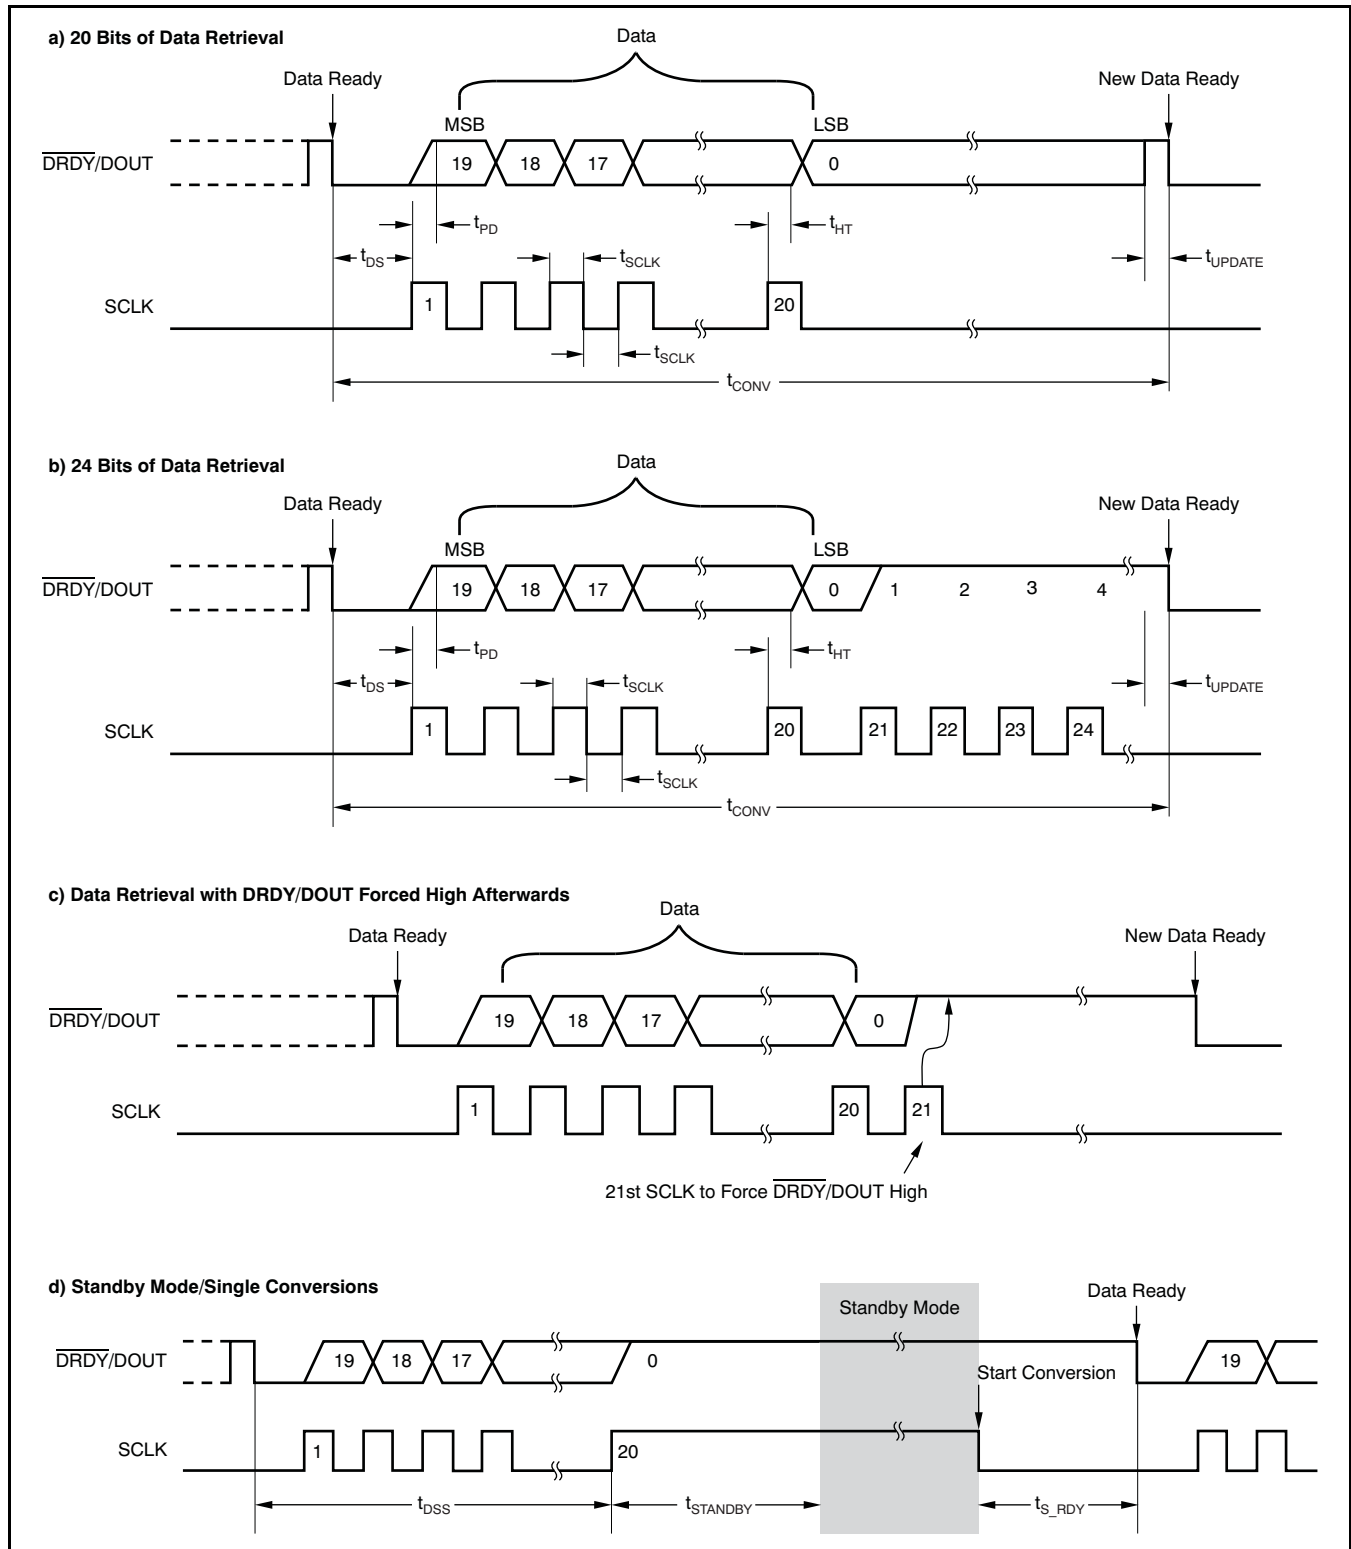 a) 20 Bits of Data Retrieval
Data
Data Ready
New Data Ready
MSB
LSB
DRDY/DOUT
19 18 17 0
tPD
tHT
tDS
tSCLK
tUPDATE
SCLK
1 20
tSCLK
tCONV
b) 24 Bits of Data Retrieval
Data
Data Ready
New Data Ready
MSB
LSB
DRDY/DOUT
19 18 17 0 1 2 3 4
tPD
tHT
tDS
tSCLK
tUPDATE
SCLK
1 20 21 22 23 24
tSCLK
tCONV
c) Data Retrieval with DRDY/DOUT Forced High Afterwards
Data
Data Ready
New Data Ready
DRDY/DOUT
19 18 17 0
SCLK
1 20 21
21st SCLK to Force DRDY/DOUT High
d) Standby Mode/Single Conversions
Data Ready
Standby Mode
DRDY/DOUT
19 18 17 0 19
Start Conversion
SCLK
1 20
tDSS
tSTANDBY
tS_RDY